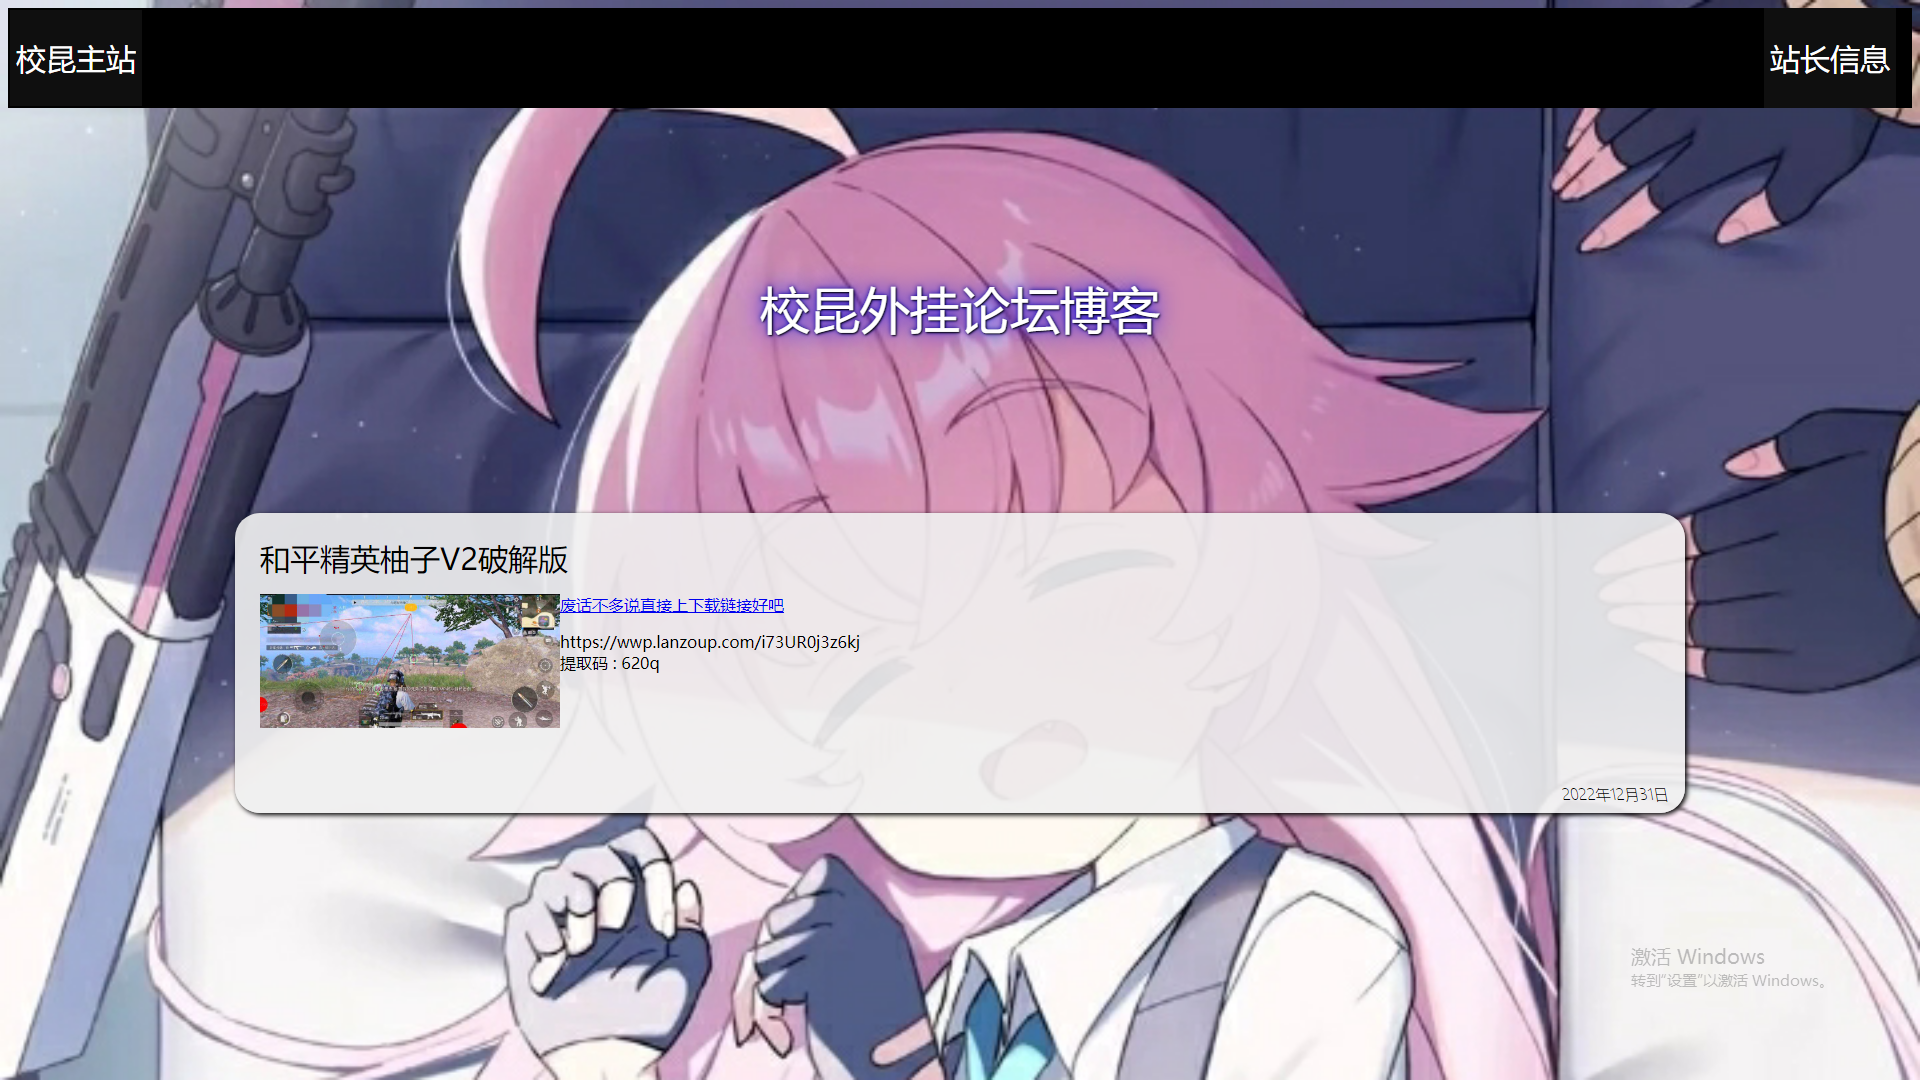 校昆主站
站长信息
校昆外挂论坛博客
和平精英柚子V2破解版
废话不多说直接上下载链接好吧
https://wwp.lanzoup.com/i73UR0j3z6kj
提取码 : 620q
2022年12月31日
激活 Windows
转到“设置”以激活 Windows。